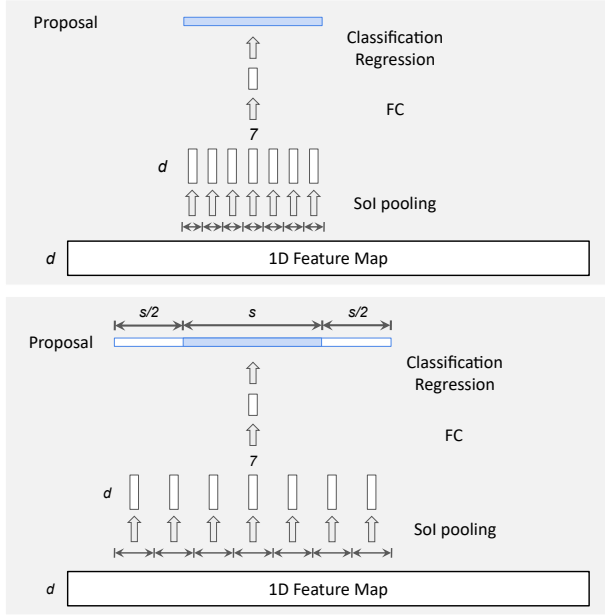 Proposal
Classification
Regression
FC
7
d
SoI pooling
d
1D Feature Map
s/2
s
s/2
Proposal
Classification
Regression
FC
7
d
SoI pooling
d
1D Feature Map